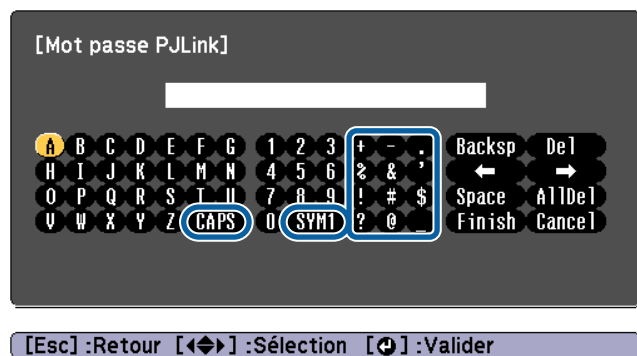 [Mot passe PJLink]
A B C D E F G 1 2 3 + - . Backsp Del
H I J K L M N 4 5 6 % & ' ← →
O P Q R S T U 7 8 9 ! # $ Space AllDel
V W X Y Z CAPS 0 SYM1 ? @ _ Finish Cancel
[Esc] :Retour [◆] :Sélection [↵] :Valider